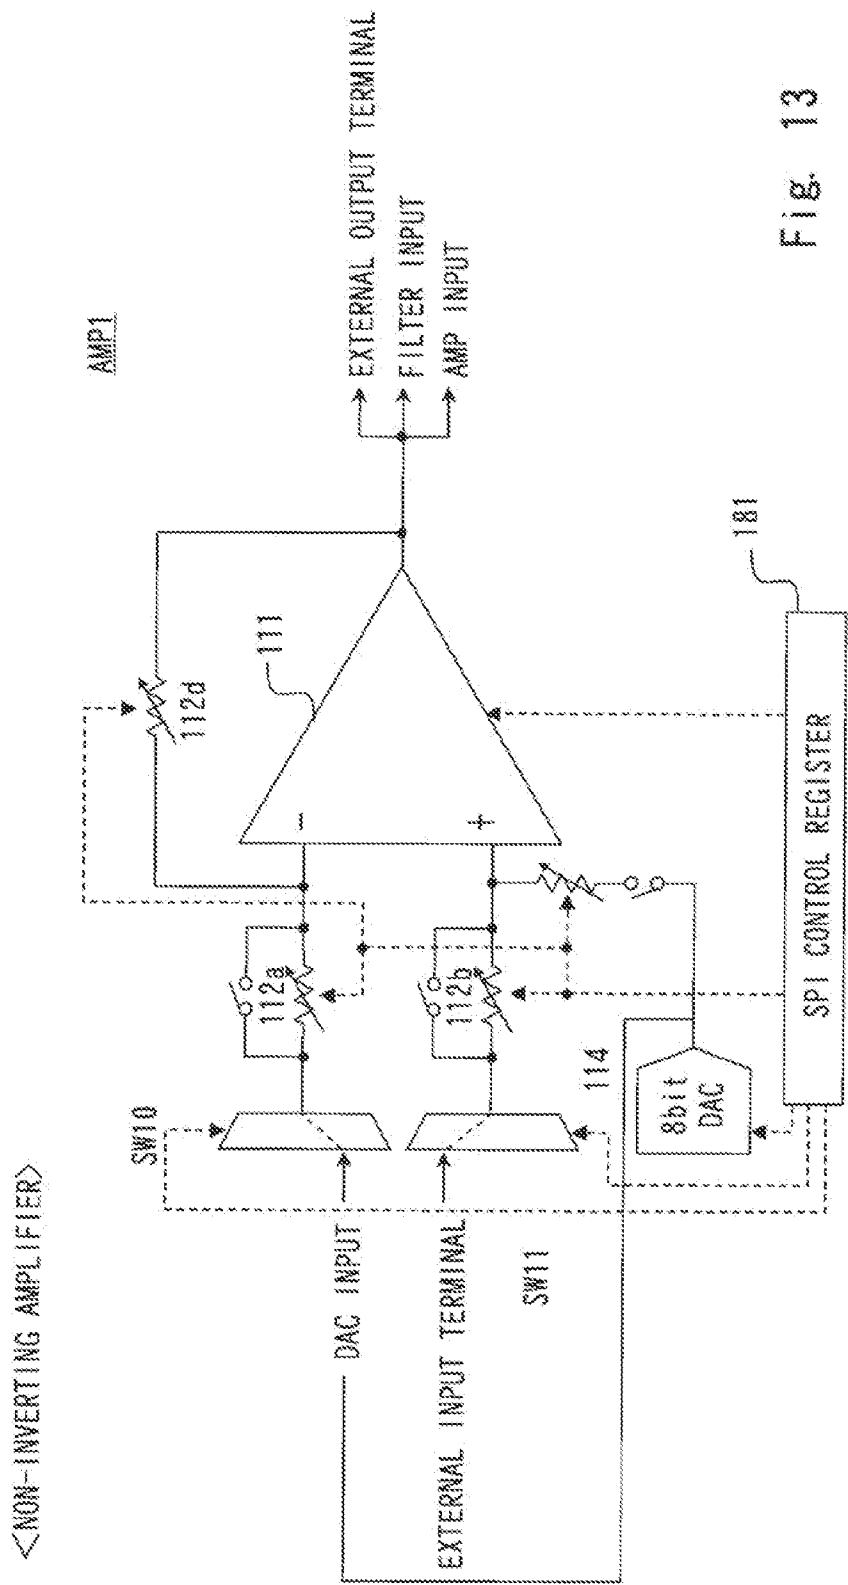 <NON-INVERTING AMPLIFIER>
AMP1
112d
111
EXTERNAL OUTPUT TERMINAL
FILTER INPUT
AMP INPUT
SW10
112a
−
DAC INPUT
EXTERNAL INPUT TERMINAL
112b
+
SW11
114
8bit
DAC
181
SPI CONTROL REGISTER
Fig. 13